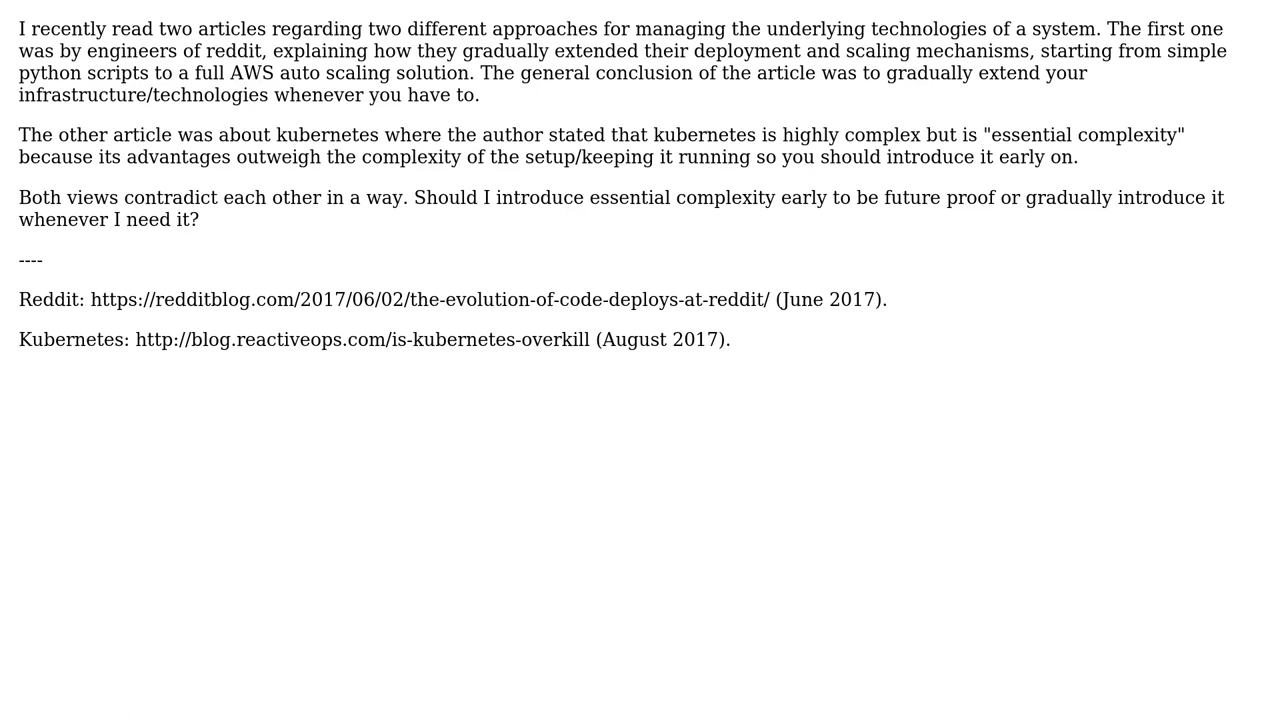 I recently read two articles regarding two different approaches for managing the underlying technologies of a system. The first one
was by engineers of reddit, explaining how they gradually extended their deployment and scaling mechanisms, starting from simple
python scripts to a full AWS auto scaling solution. The general conclusion of the article was to gradually extend your
infrastructure/technologies whenever you have to.
The other article was about kubernetes where the author stated that kubernetes is highly complex but is "essential complexity"
because its advantages outweigh the complexity of the setup/keeping it running so you should introduce it early on.
Both views contradict each other in a way. Should I introduce essential complexity early to be future proof or gradually introduce it
whenever I need it?
----
Reddit: https://redditblog.com/2017/06/02/the-evolution-of-code-deploys-at-reddit/ (June 2017).
Kubernetes: http://blog.reactiveops.com/is-kubernetes-overkill (August 2017).